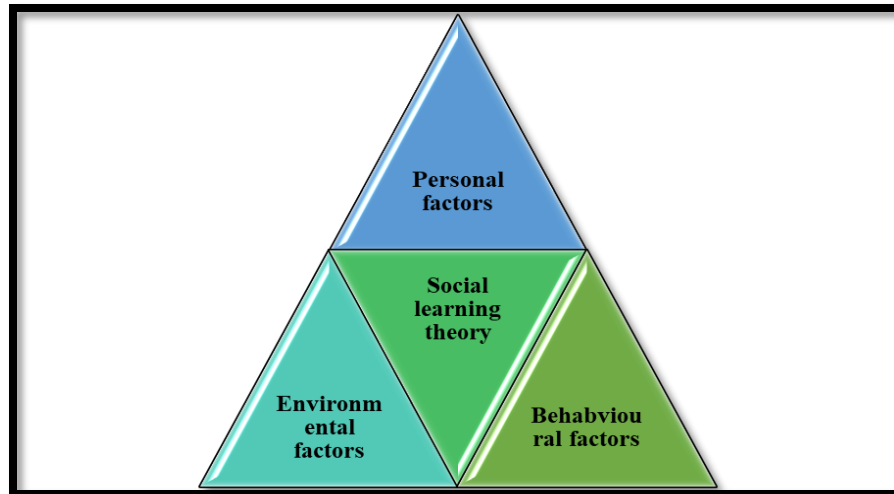 Personal
factors
Social
learning
theory
Environm
ental
factors
Behabviou
ral factors